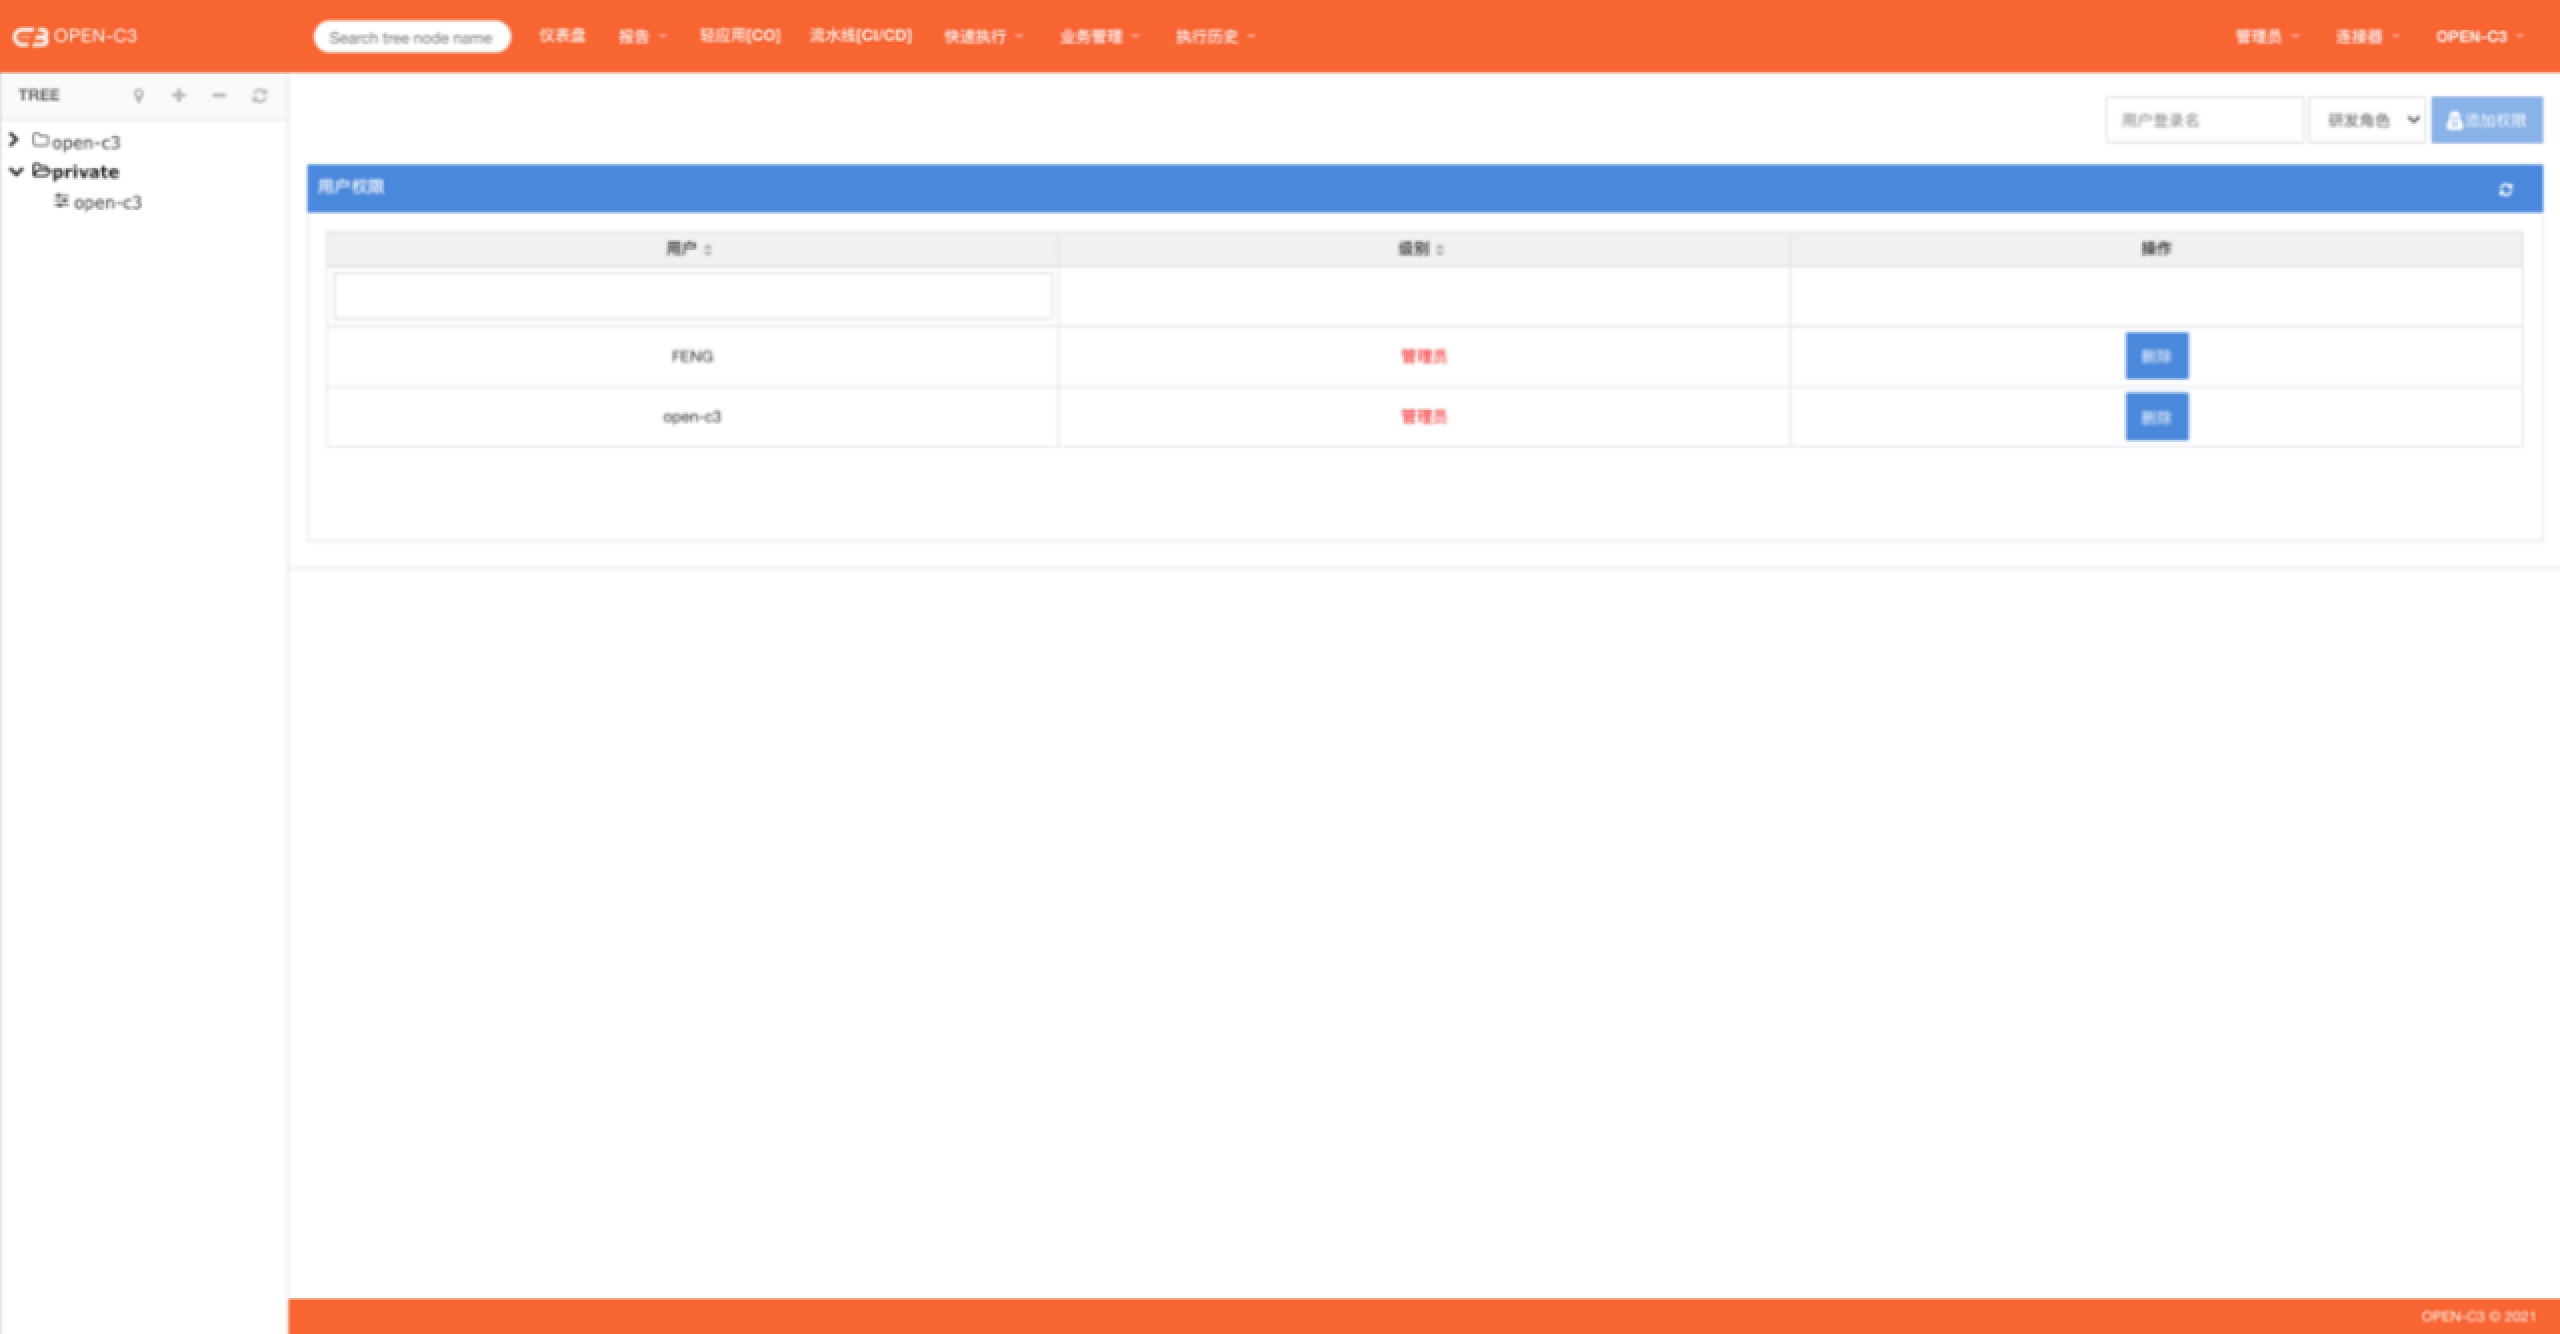 OPEN-C3
Search tree node name 仪表盘 报告 轻应用[CO] 流水线[CI/CD] 快速执行 业务管理 执行历史 管理员 连接器 OPEN-C3
TREE
open-c3
private
open-c3
用户登录名 研发角色 添加权限
用户权限
用户 级别 操作
FENG 管理员 删除
open-c3 管理员 删除
OPEN-C3 © 2021